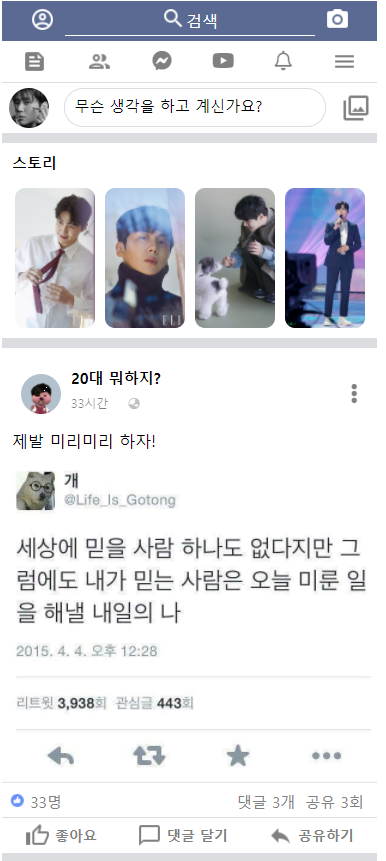 검색
무슨 생각을 하고 계신가요?
스토리
20대 뭐하지?
33시간
제발 미리미리 하자!
개
@Life_Is_Gotong
세상에 믿을 사람 하나도 없다지만 그
럼에도 내가 믿는 사람은 오늘 미룬 일
을 해낼 내일의 나
2015. 4. 4. 오후 12:28
리트윗 3,938회 관심글 443회
33명 댓글 3개 공유 3회
좋아요 댓글 달기 공유하기